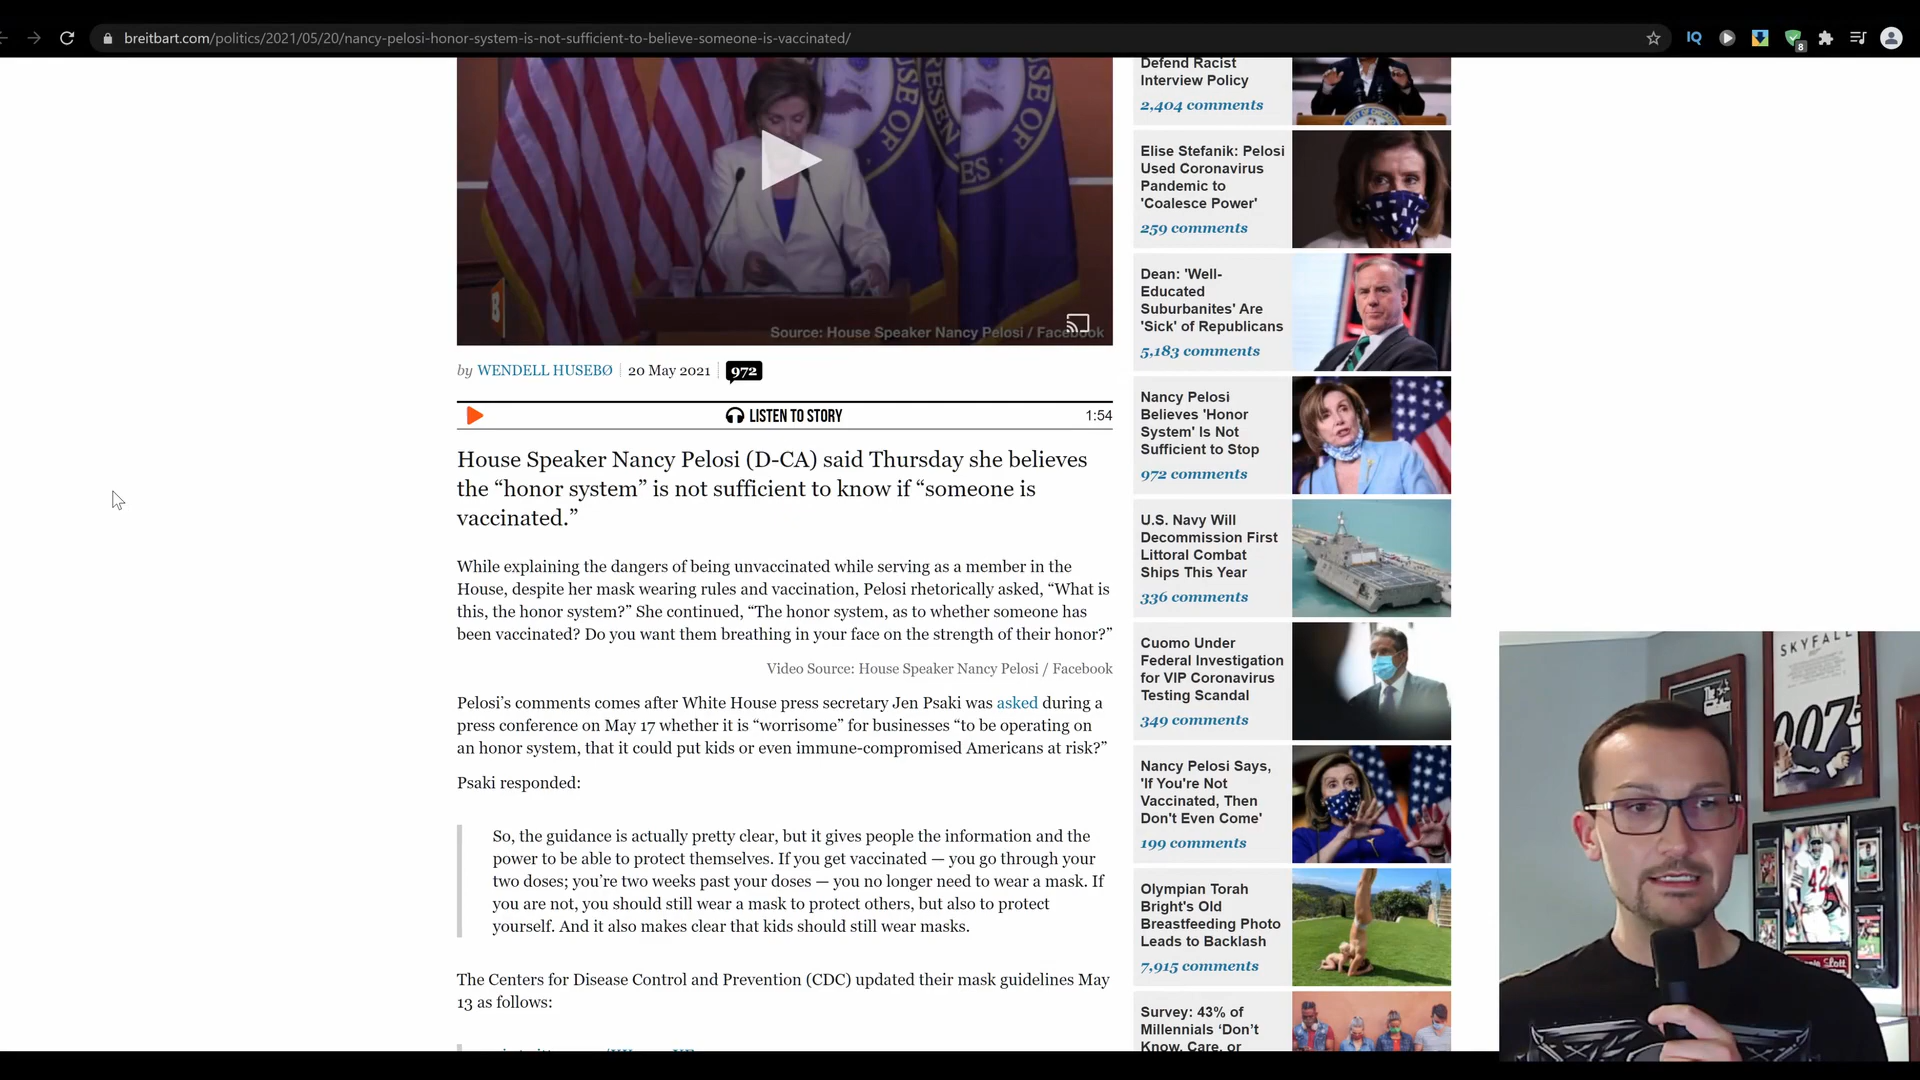 breitbart.com/politics/2021/05/20/nancy-pelosi-honor-system-is-not-sufficient-to-believe-someone-is-vaccinated/
IQ
8
HOUSE OF
REPRESEN
ES
B
Source: House Speaker Nancy Pelosi / Facebook
by WENDELL HUSEBØ | 20 May 2021 | 972
LISTEN TO STORY
1:54
House Speaker Nancy Pelosi (D-CA) said Thursday she believes
the “honor system” is not sufficient to know if “someone is
vaccinated.”
While explaining the dangers of being unvaccinated while serving as a member in the
House, despite her mask wearing rules and vaccination, Pelosi rhetorically asked, “What is
this, the honor system?” She continued, “The honor system, as to whether someone has
been vaccinated? Do you want them breathing in your face on the strength of their honor?”
Video Source: House Speaker Nancy Pelosi / Facebook
Pelosi’s comments comes after White House press secretary Jen Psaki was asked during a
press conference on May 17 whether it is “worrisome” for businesses “to be operating on
an honor system, that it could put kids or even immune-compromised Americans at risk?”
Psaki responded:
So, the guidance is actually pretty clear, but it gives people the information and the
power to be able to protect themselves. If you get vaccinated — you go through your
two doses; you’re two weeks past your doses — you no longer need to wear a mask. If
you are not, you should still wear a mask to protect others, but also to protect
yourself. And it also makes clear that kids should still wear masks.
The Centers for Disease Control and Prevention (CDC) updated their mask guidelines May
13 as follows:
Defend Racist
Interview Policy
2,404 comments
Elise Stefanik: Pelosi
Used Coronavirus
Pandemic to
'Coalesce Power'
259 comments
Dean: 'Well-
Educated
Suburbanites' Are
'Sick' of Republicans
5,183 comments
Nancy Pelosi
Believes 'Honor
System' Is Not
Sufficient to Stop
972 comments
U.S. Navy Will
Decommission First
Littoral Combat
Ships This Year
336 comments
Cuomo Under
Federal Investigation
for VIP Coronavirus
Testing Scandal
349 comments
Nancy Pelosi Says,
'If You're Not
Vaccinated, Then
Don't Even Come'
199 comments
Olympian Torah
Bright's Old
Breastfeeding Photo
Leads to Backlash
7,915 comments
Survey: 43% of
Millennials ‘Don’t
Know, Care, or
SKYFALL
007
42